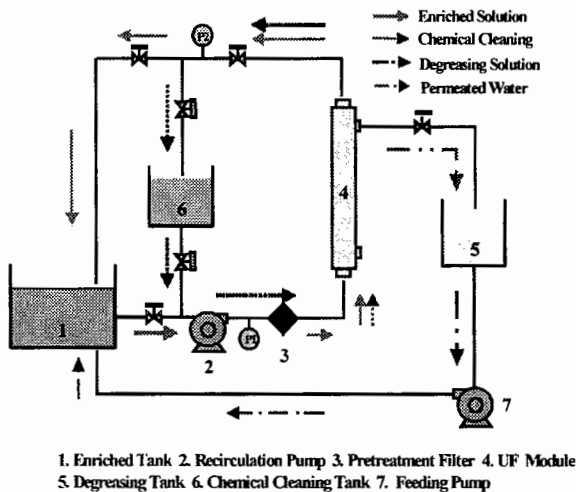 Enriched Solution
P2
Chemical Cleaning
Degreasing Solution
Permeated Water
4
6
5
1
P1
2
3
7
1. Enriched Tank 2. Recirculation Pump 3. Pretreatment Filter 4. UF Module
5. Degreasing Tank 6. Chemical Cleaning Tank 7. Feeding Pump